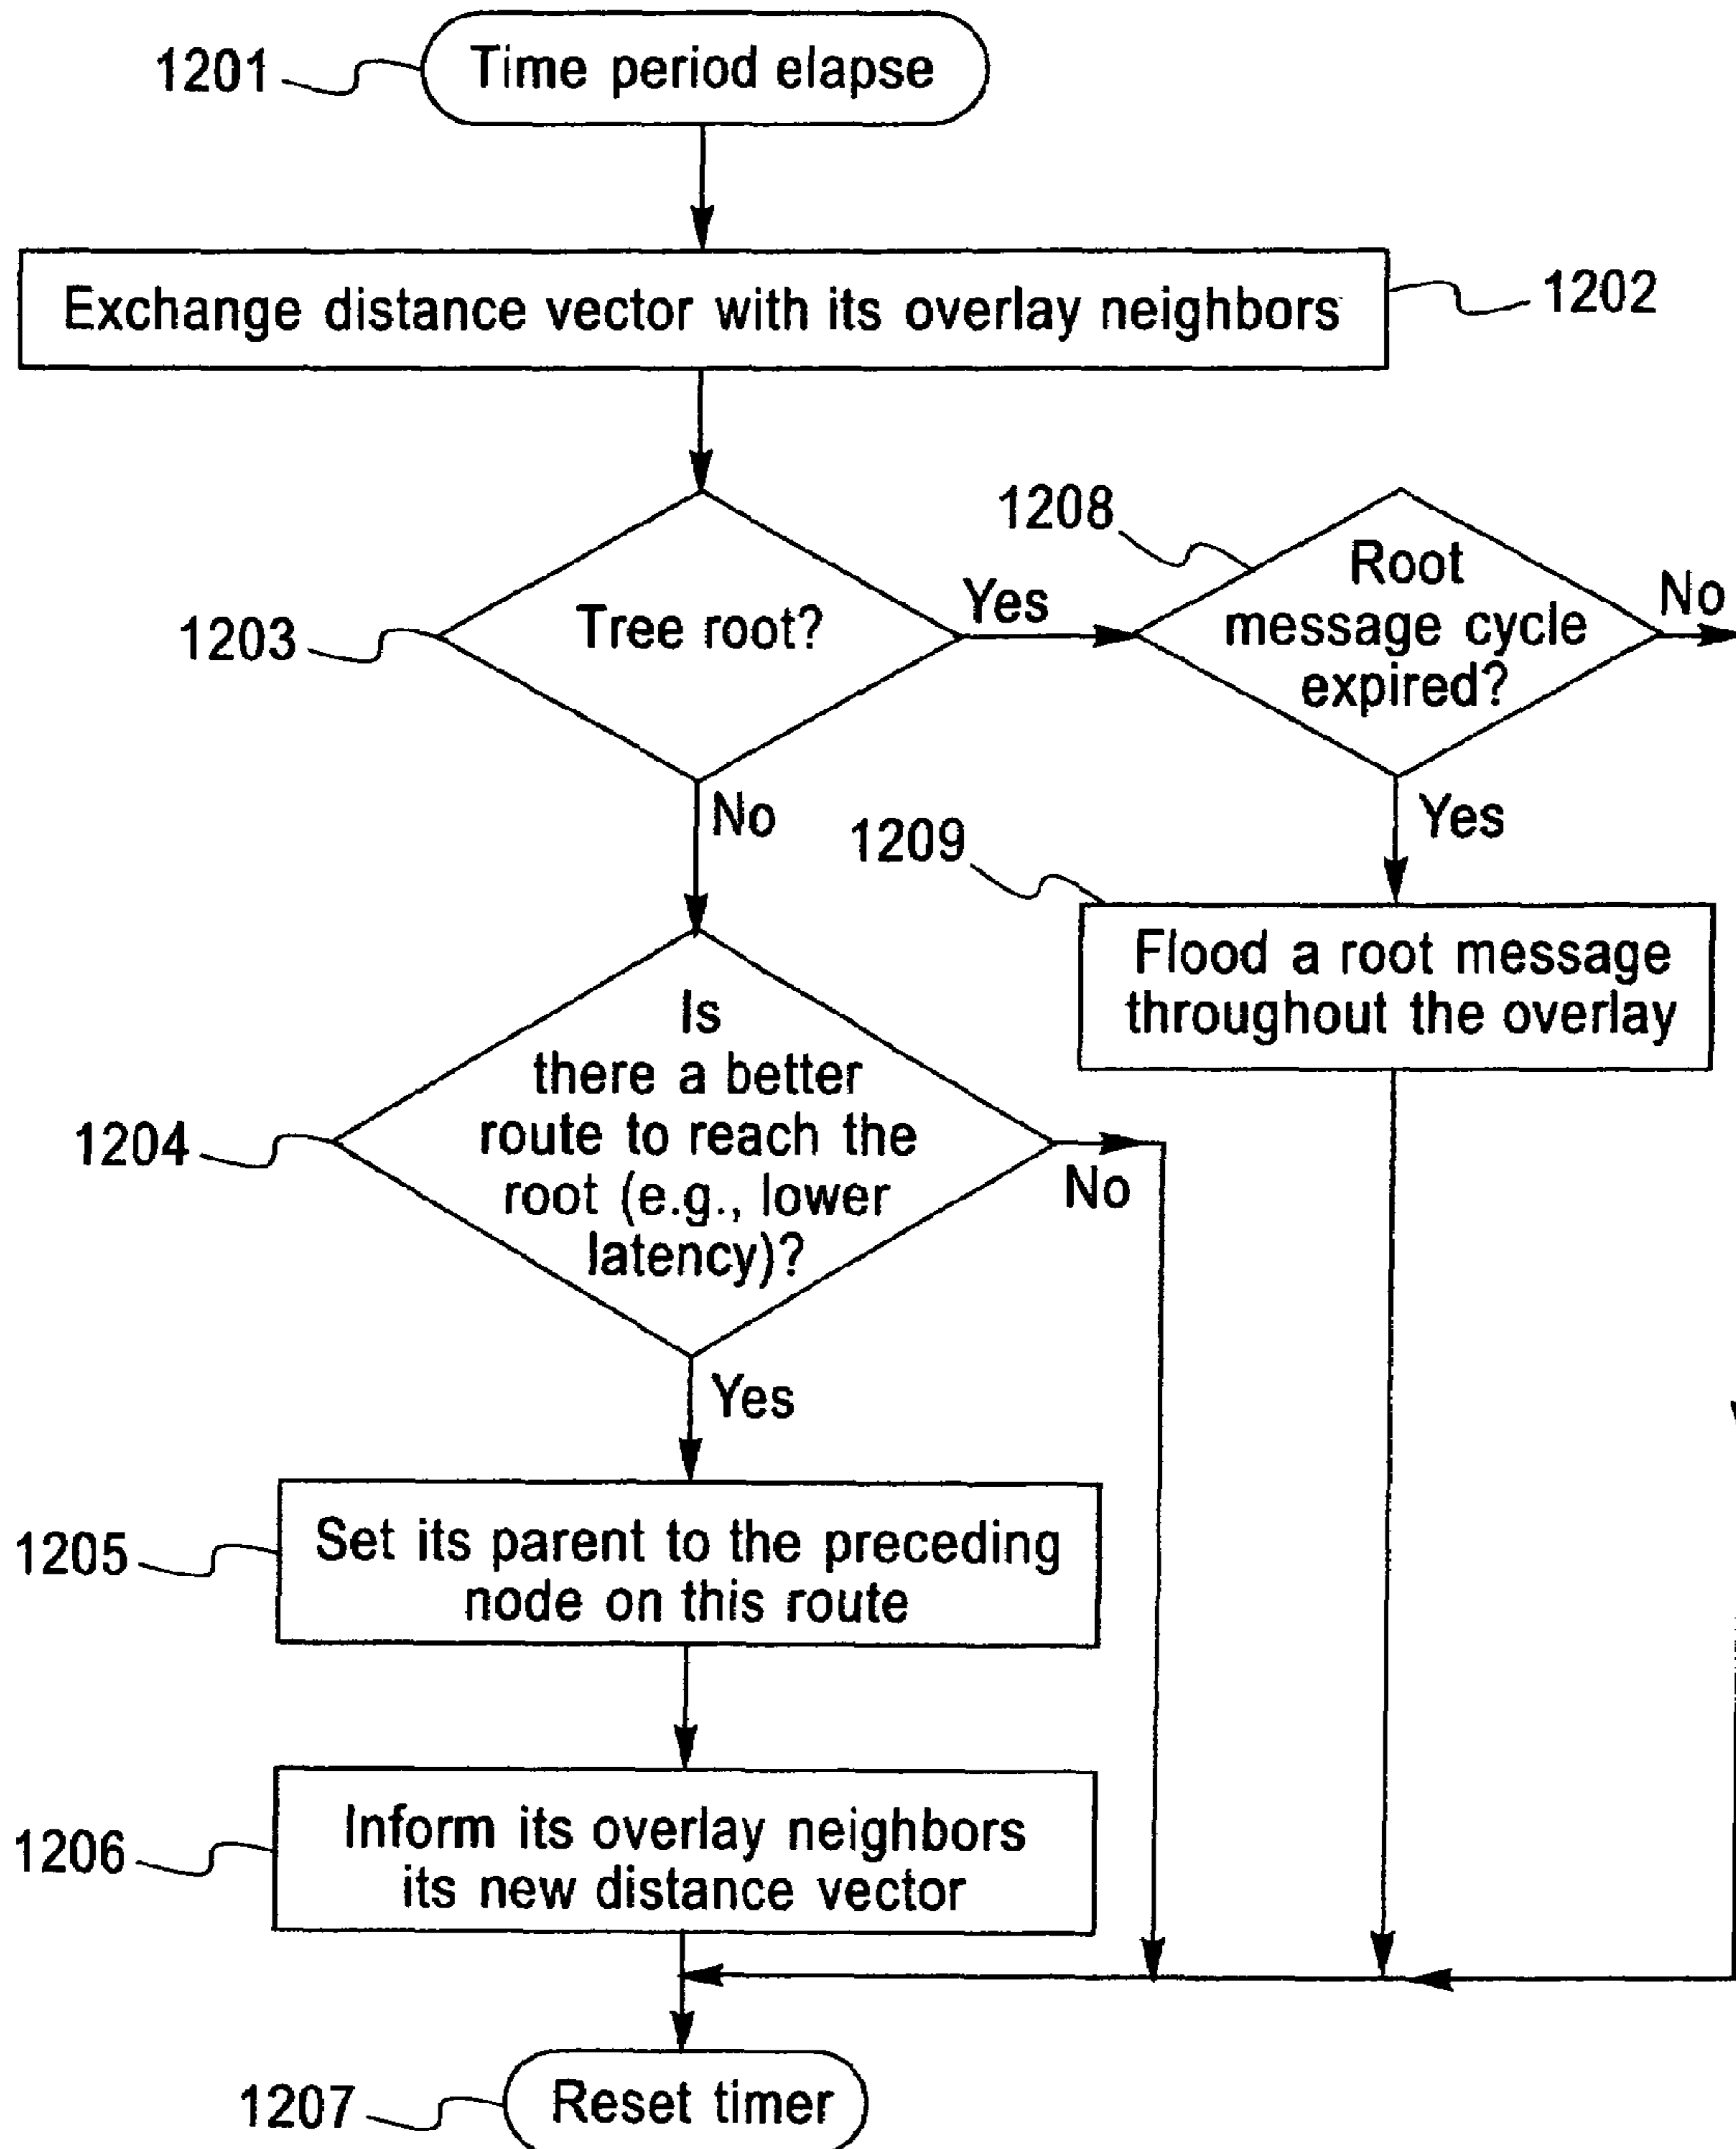 1201
Time period elapse
Exchange distance vector with its overlay neighbors
1202
1203
Tree root?
Yes
No
1208
Root
message cycle
expired?
No
Yes
1209
Flood a root message
throughout the overlay
1204
Is
there a better
route to reach the
root (e.g., lower
latency)?
No
Yes
1205
Set its parent to the preceding
node on this route
1206
Inform its overlay neighbors
its new distance vector
1207
Reset timer